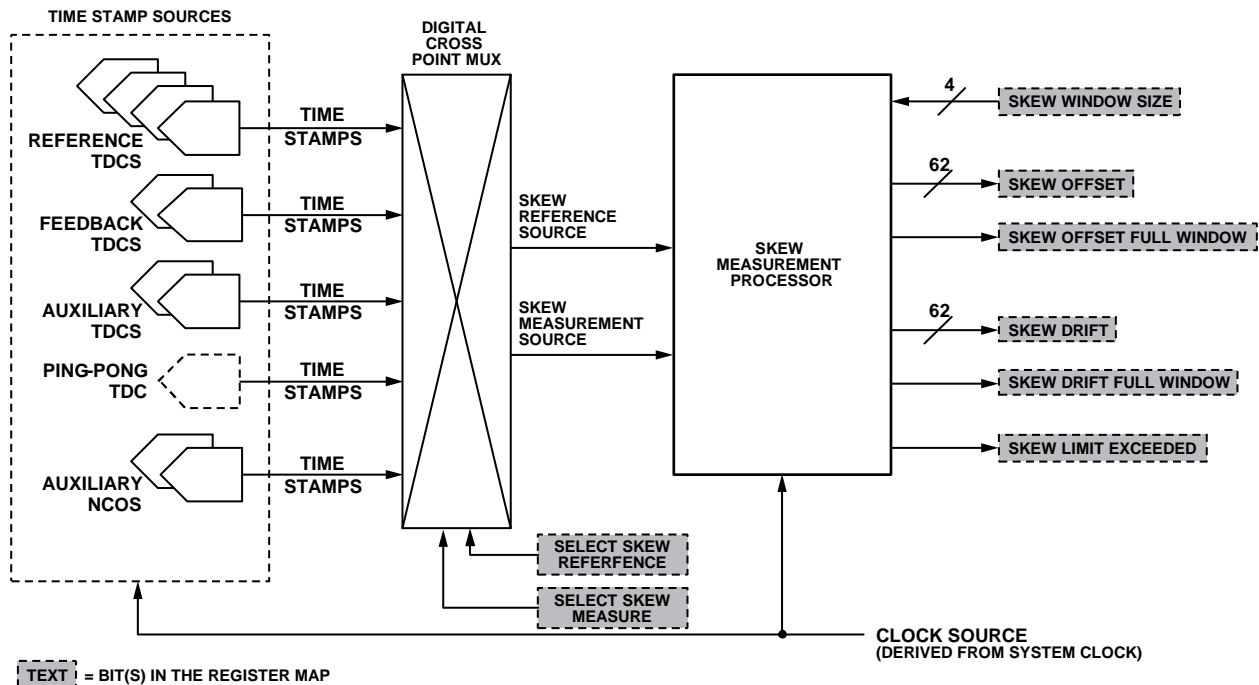 TIME STAMP SOURCES
DIGITAL
CROSS
POINT MUX
REFERENCE
TDCS
TIME
STAMPS
FEEDBACK
TDCS
TIME
STAMPS
AUXILIARY
TDCS
TIME
STAMPS
PING-PONG
TDC
TIME
STAMPS
AUXILIARY
NCOS
TIME
STAMPS
SKEW
REFERENCE
SOURCE
SKEW
MEASUREMENT
SOURCE
SKEW
MEASUREMENT
PROCESSOR
4
SKEW WINDOW SIZE
62
SKEW OFFSET
SKEW OFFSET FULL WINDOW
62
SKEW DRIFT
SKEW DRIFT FULL WINDOW
SKEW LIMIT EXCEEDED
SELECT SKEW
REFERFENCE
SELECT SKEW
MEASURE
CLOCK SOURCE
(DERIVED FROM SYSTEM CLOCK)
TEXT = BIT(S) IN THE REGISTER MAP